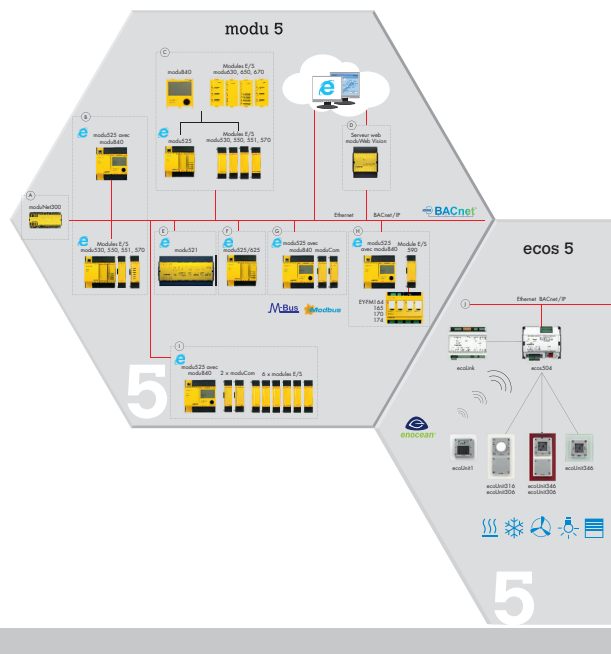 modu 5
C
modu840
Modules E/S
modu630, 650, 670
B
modu525 avec
modu840
modu525
Modules E/S
modu530, 550, 551, 570
D
Serveur web
moduWeb Vision
A
moduNet300
Ethernet BACnet/IP
BACnet
Modules E/S
modu530, 550, 551, 570
E
modu521
F
modu525/625
G
modu525 avec
modu840 moduCom
H
modu525
avec modu840
Module E/S
590
EY-FM164
165
170
174
M-Bus
Modbus
I
modu525 avec
modu840
2 x moduCom
6 x modules E/S
5
ecos 5
J
Ethernet BACnet/IP
ecoLink
ecos504
enocean
ecoUnit1
ecoUnit316
ecoUnit306
ecoUnit346
ecoUnit306
ecoUnit346
5